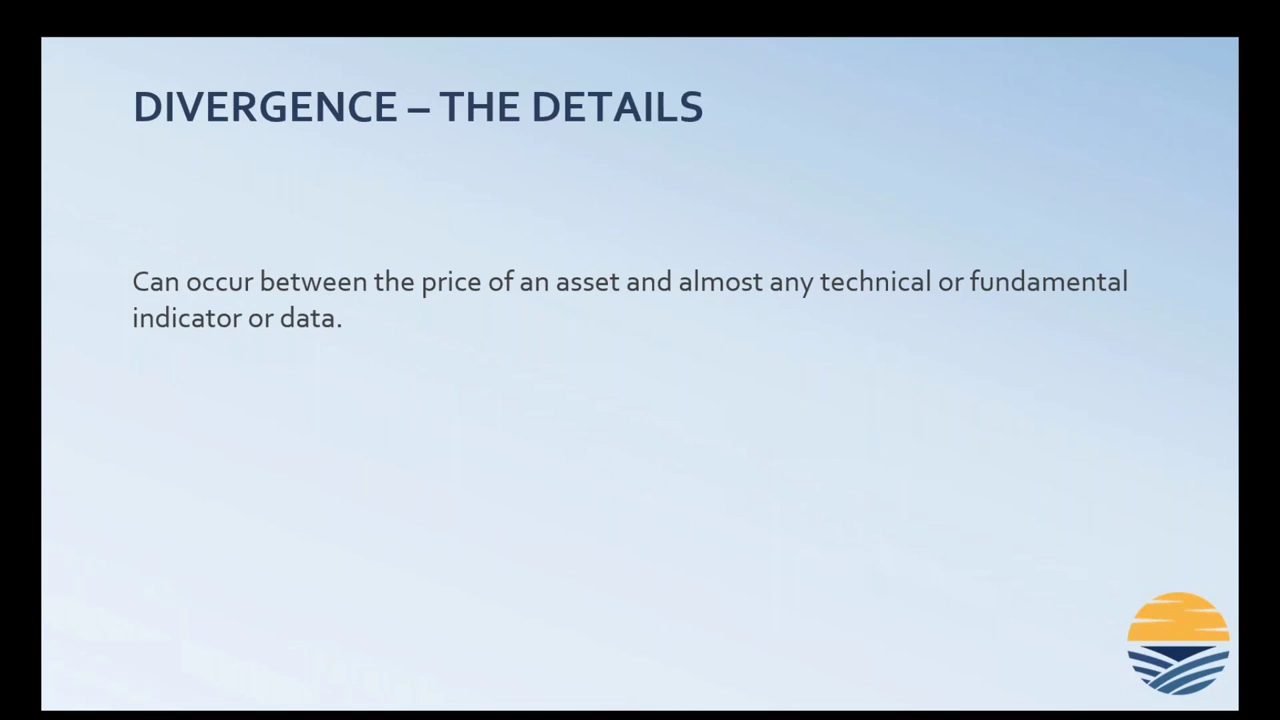 DIVERGENCE – THE DETAILS
Can occur between the price of an asset and almost any technical or fundamental
indicator or data.